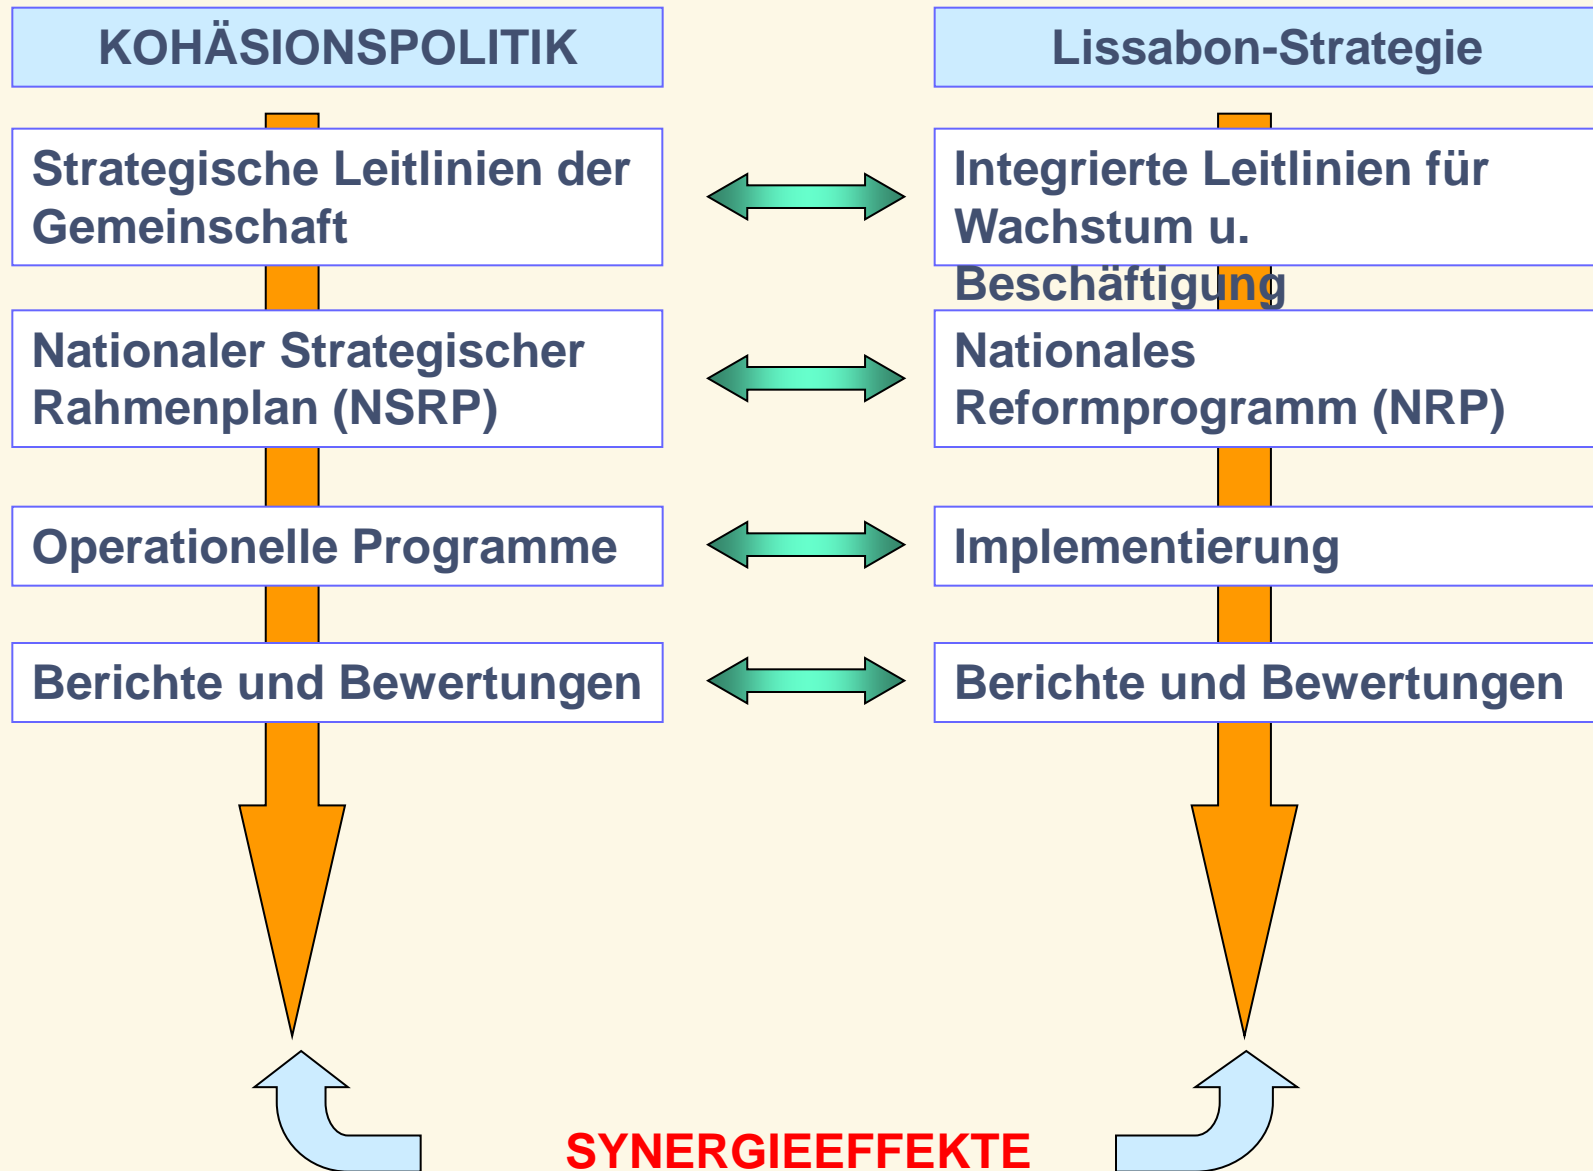 KOHÄSIONSPOLITIK
Lissabon-Strategie
Strategische Leitlinien der
Gemeinschaft
Integrierte Leitlinien für
Wachstum u.
Beschäftigung
Nationaler Strategischer
Rahmenplan (NSRP)
Nationales
Reformprogramm (NRP)
Operationelle Programme
Implementierung
Berichte und Bewertungen
Berichte und Bewertungen
SYNERGIEEFFEKTE